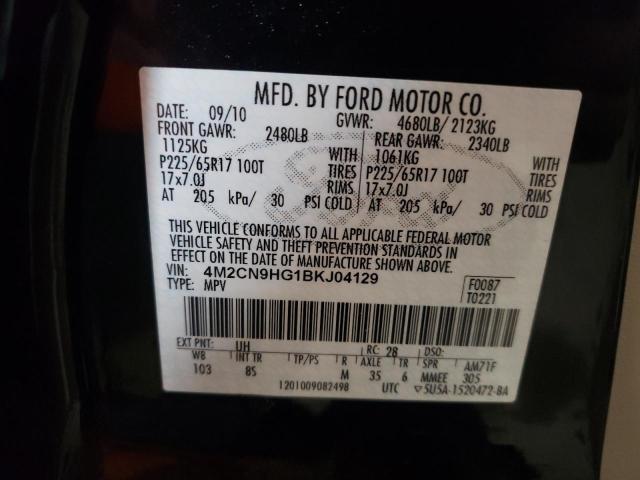 MFD. BY FORD MOTOR CO.
DATE: 09/10 GVWR: 4680LB/ 2123KG
FRONT GAWR: 2480LB REAR GAWR: 2340LB
1125KG WITH 1061KG WITH
P225/65R17 100T TIRES P225/65R17 100T TIRES
17x7.0J RIMS 17x7.0J RIMS
AT 205 kPa/ 30 PSI COLD AT 205 kPa/ 30 PSI COLD
THIS VEHICLE CONFORMS TO ALL APPLICABLE FEDERAL MOTOR
VEHICLE SAFETY AND THEFT PREVENTION STANDARDS IN
EFFECT ON THE DATE OF MANUFACTURE SHOWN ABOVE.
VIN: 4M2CN9HG1BKJ04129
TYPE: MPV
F0087
T0221
EXT PNT: UH RC: 28 DSO:
WB INT TR TP/PS R AXLE TR SPR AM71F
103 8S M 35 6 MMEE 305
1201009082498 UTC ▽5U5A-1520472-BA